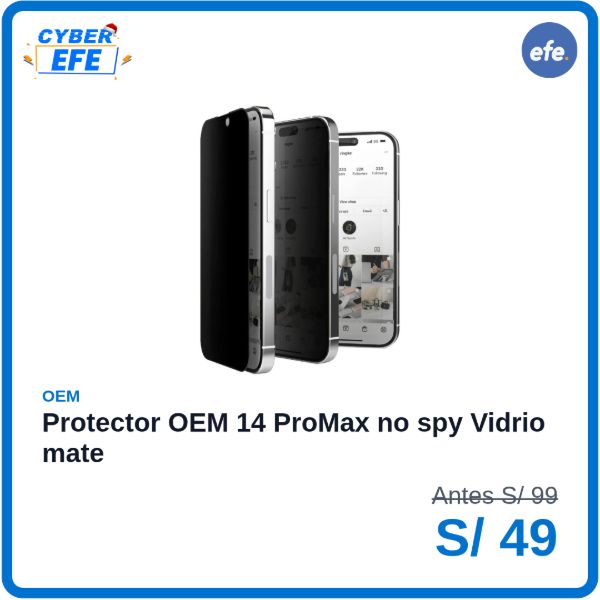 CYBER
EFE
efe.
OEM
Protector OEM 14 ProMax no spy Vidrio
mate
Antes S/ 99
S/ 49